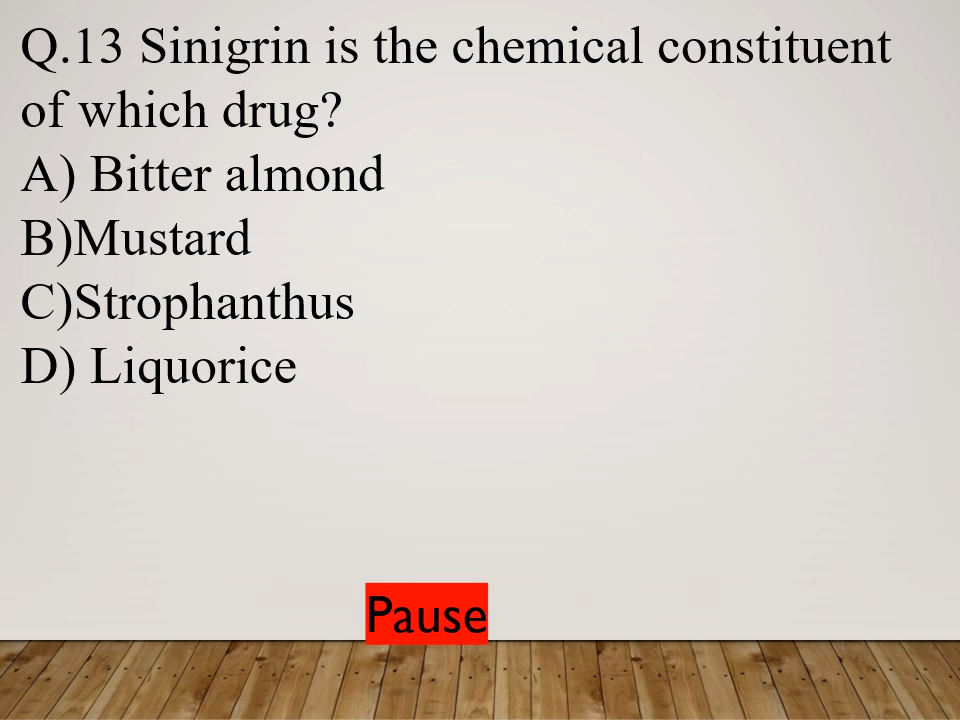 Q.13 Sinigrin is the chemical constituent
of which drug?
A) Bitter almond
B)Mustard
C)Strophanthus
D) Liquorice
Pause